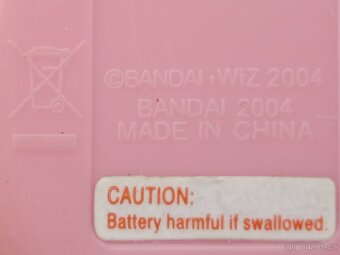 ©BANDAI, WiZ 2004
BANDAI 2004
MADE IN CHINA
CAUTION:
Battery harmful if swallowed.